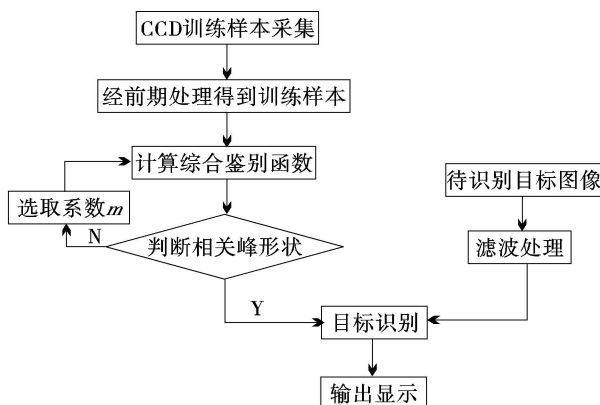 CCD训练样本采集
经前期处理得到训练样本
计算综合鉴别函数
待识别目标图像
选取系数m
N
判断相关峰形状
滤波处理
Y
目标识别
输出显示